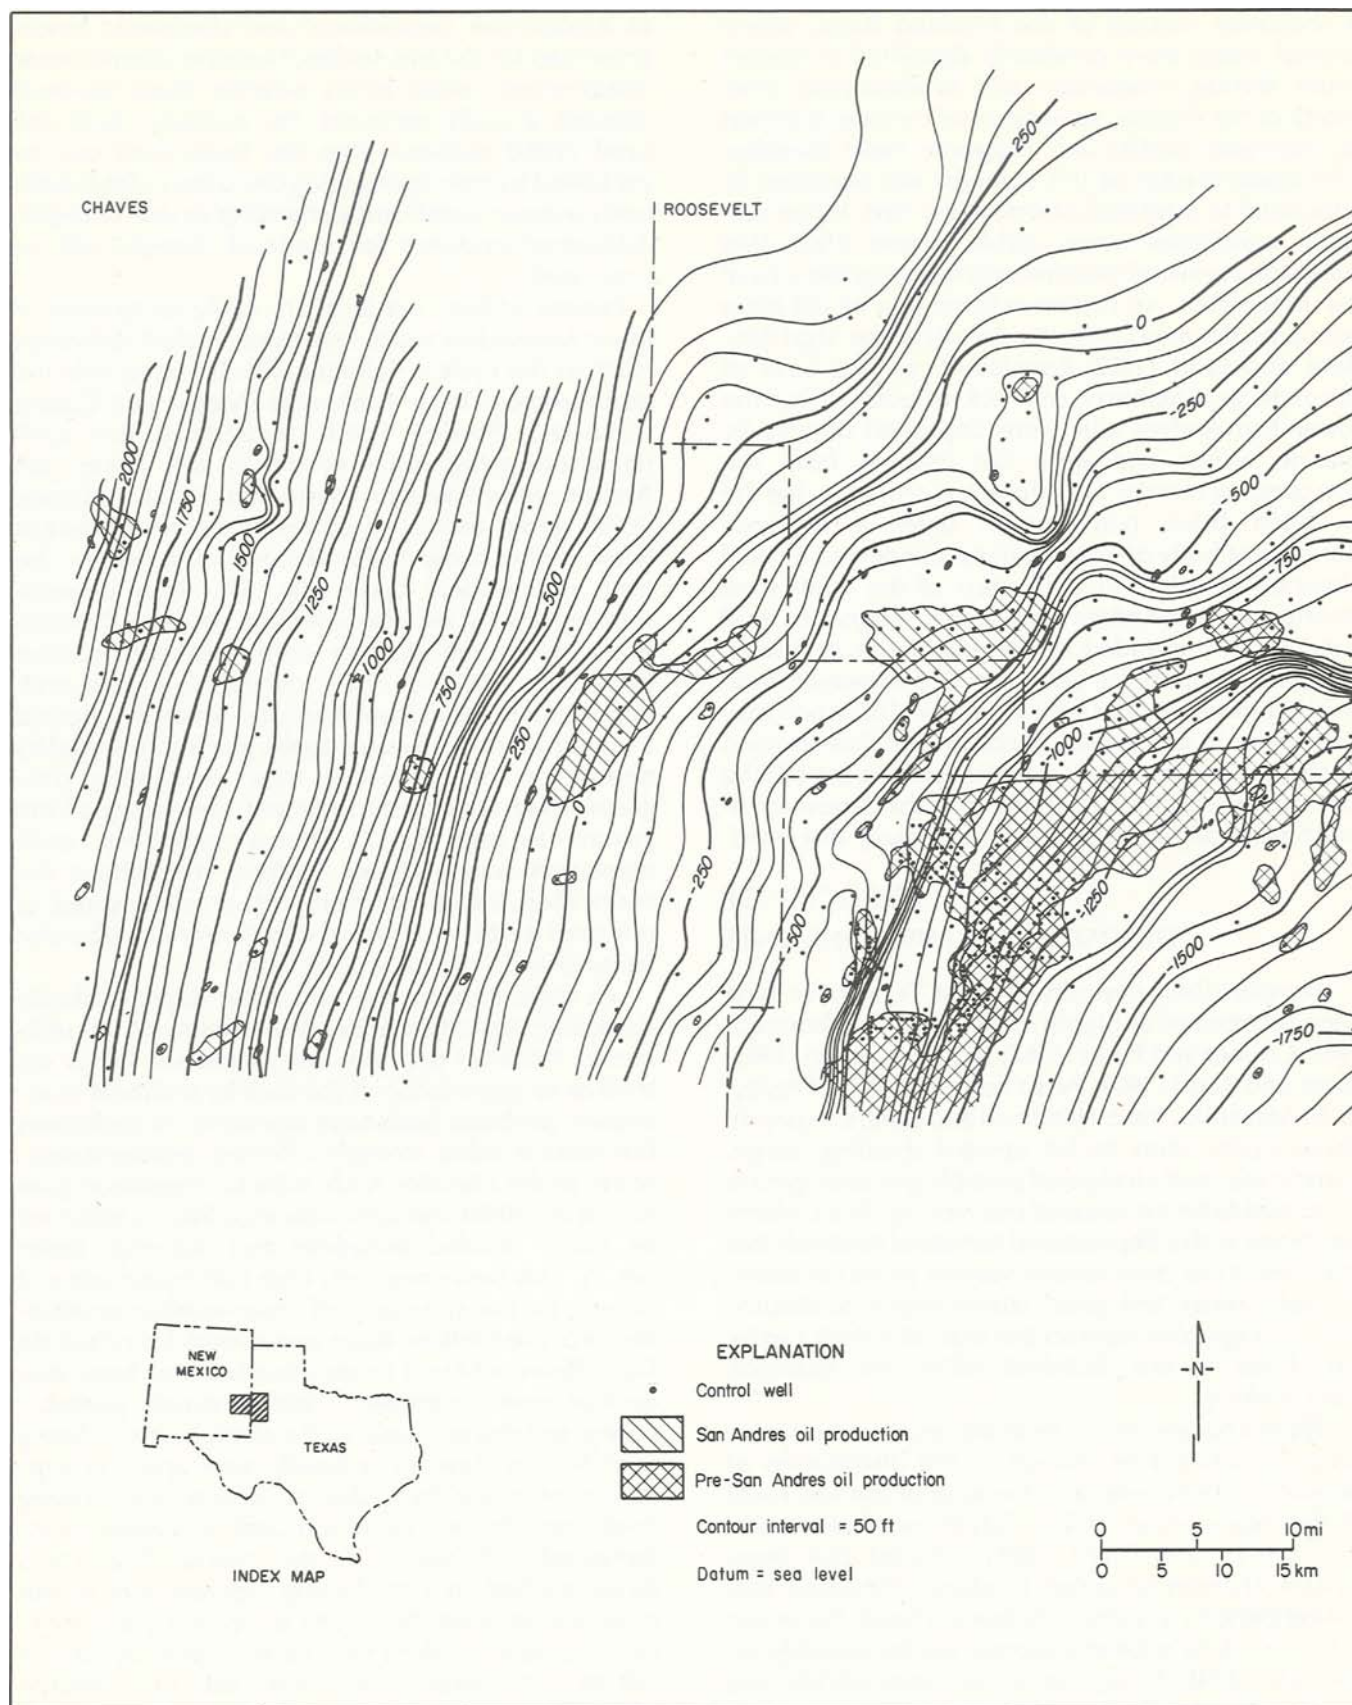 250
CHAVES
ROOSEVELT
0
-250
2000
1750
-500
1500
-750
1250
500
1000
750
250
-1000
0
-250
-1250
-500
-1500
-1750
NEW MEXICO
TEXAS
INDEX MAP
EXPLANATION
Control well
San Andres oil production
Pre-San Andres oil production
Contour interval = 50 ft
Datum = sea level
-N-
0 5 10 mi
0 5 10 15 km